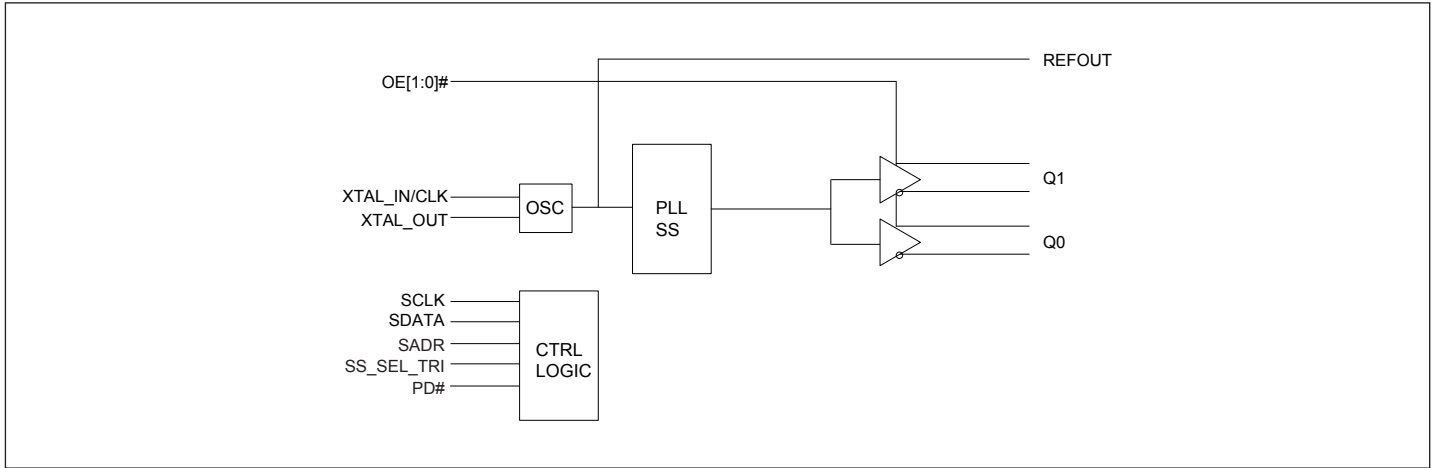 REFOUT
OE[1:0]#
XTAL_IN/CLK
XTAL_OUT
OSC
PLL
SS
Q1
Q0
SCLK
SDATA
SADR
SS_SEL_TRI
PD#
CTRL
LOGIC